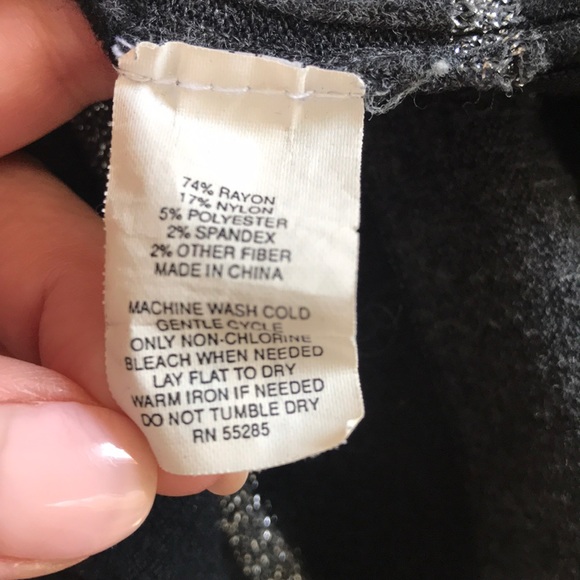 74% RAYON
17% NYLON
5% POLYESTER
2% SPANDEX
2% OTHER FIBER
MADE IN CHINA
MACHINE WASH COLD
GENTLE CYCLE
ONLY NON-CHLORINE
BLEACH WHEN NEEDED
LAY FLAT TO DRY
WARM IRON IF NEEDED
DO NOT TUMBLE DRY
RN 55285